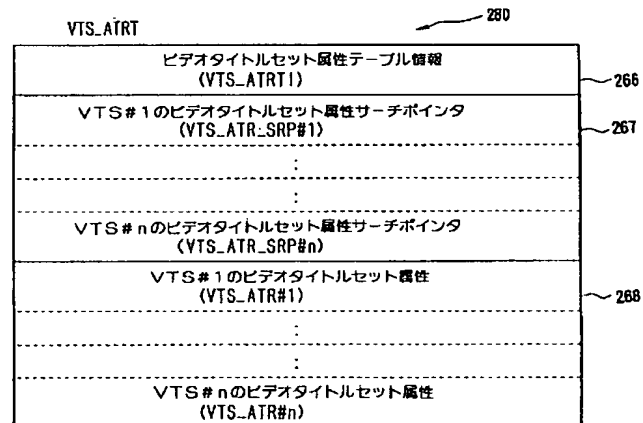 VTS_ATRT
280
ビデオタイトルセット属性テーブル情報
(VTS_ATRTI)
266
VTS#1のビデオタイトルセット属性サーチポインタ
(VTS_ATR_SRP#1)
267
:
:
VTS#nのビデオタイトルセット属性サーチポインタ
(VTS_ATR_SRP#n)
VTS#1のビデオタイトルセット属性
(VTS_ATR#1)
268
:
:
VTS#nのビデオタイトルセット属性
(VTS_ATR#n)